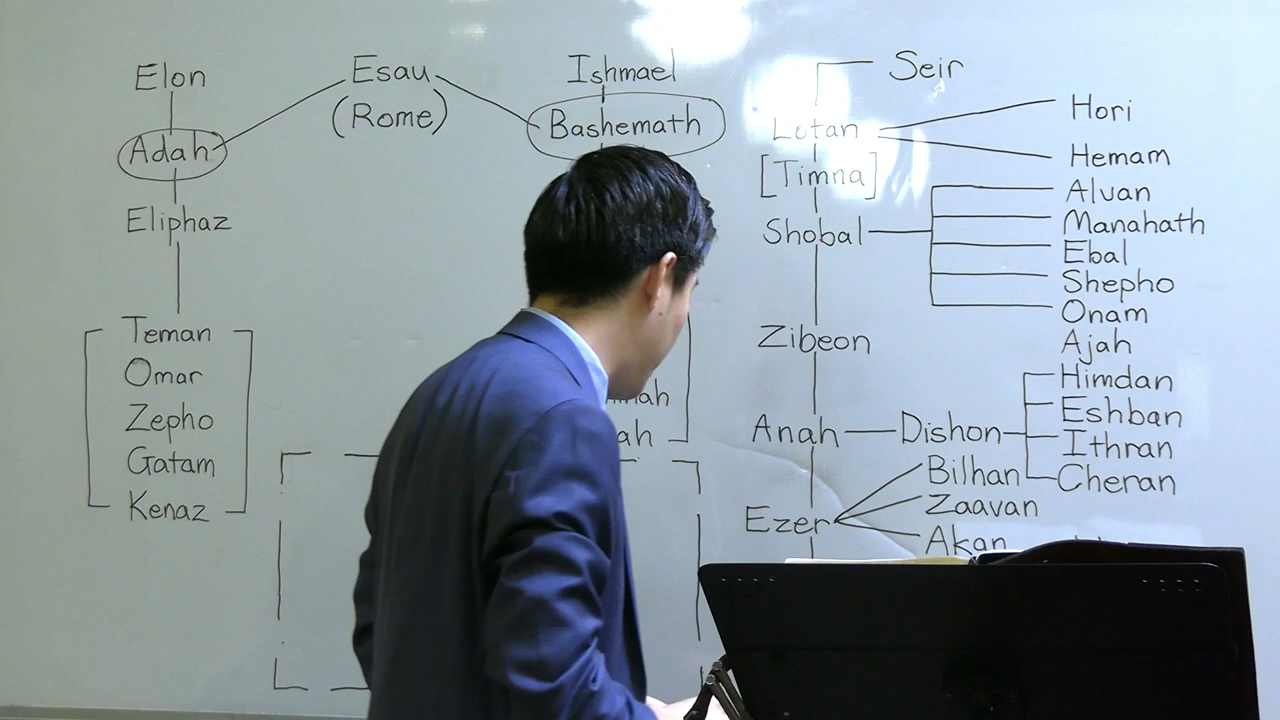 Elon
Esau
(Rome)
Adah
Eliphaz
Teman
Omar
Zepho
Gatam
Kenaz
Ishmael
Bashemath
Seir
Lotan
[Timna]
Shobal
Zibeon
Anah
Ezer
Hori
Hemam
Alvan
Manahath
Ebal
Shepho
Onam
Ajah
Dishon
Himdan
Eshban
Ithran
Cheran
Bilhan
Zaavan
Akan